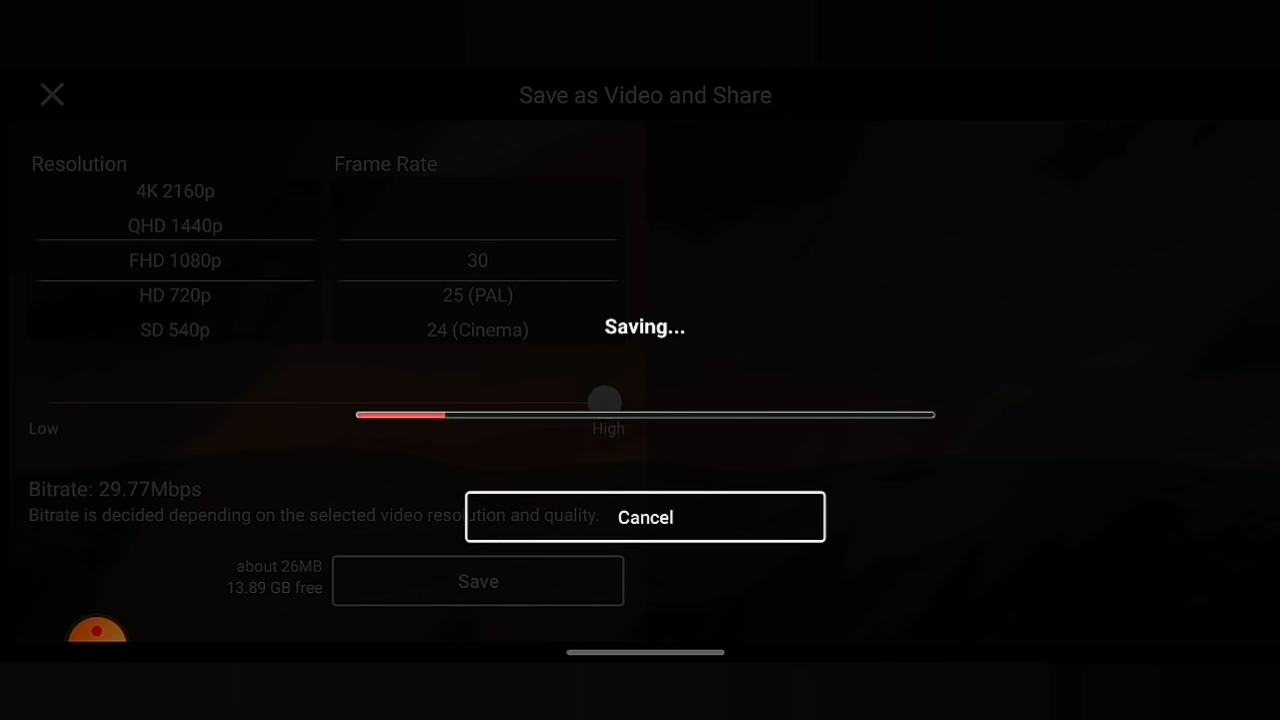 Save as Video and Share
Resolution
Frame Rate
4K 2160p
QHD 1440p
FHD 1080p
HD 720p
SD 540p
30
25 (PAL)
24 (Cinema)
Saving...
Low
High
Bitrate: 29.77Mbps
Bitrate is decided depending on the selected video resolution and quality.
Cancel
about 26MB
13.89 GB free
Save